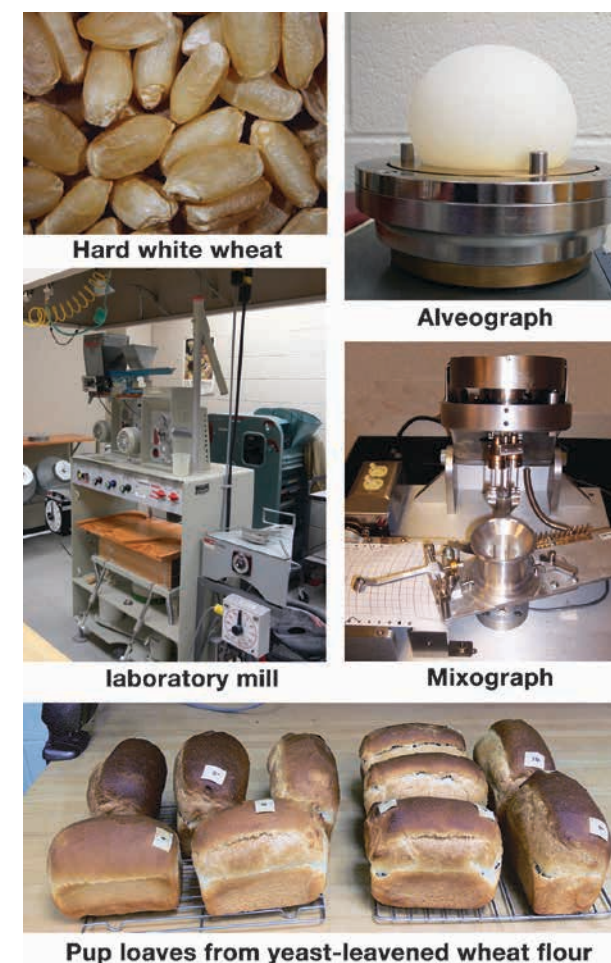 Hard white wheat
Alveograph
laboratory mill
Mixograph
Pup loaves from yeast-leavened wheat flour